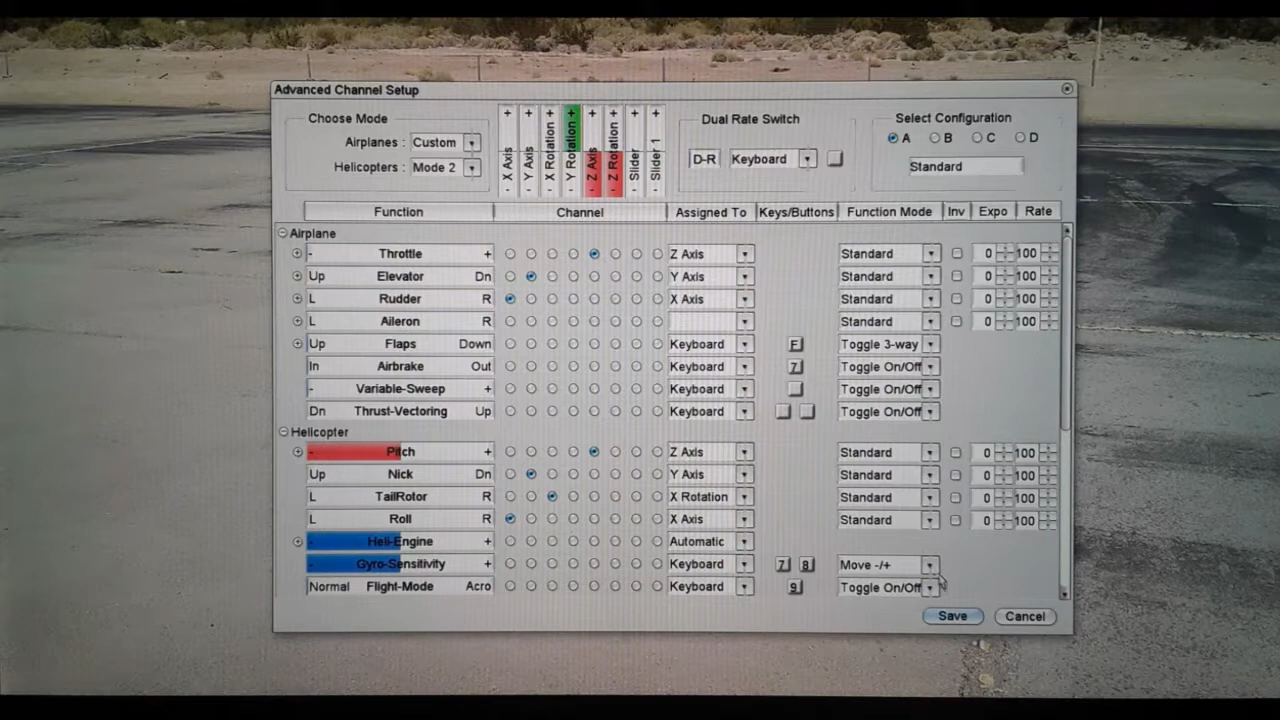 Advanced Channel Setup
Choose Mode
Airplanes : Custom
Helicopters : Mode 2
- X Axis +
- Y Axis +
- X Rotation +
- Y Rotation +
- Z Axis +
- Z Rotation +
- Slider +
- Slider 1 +
Dual Rate Switch
D-R Keyboard
Select Configuration
A B C D
Standard
Function Channel Assigned To Keys/Buttons Function Mode Inv Expo Rate
Airplane
- Throttle + Z Axis Standard 0 100
Up Elevator Dn Y Axis Standard 0 100
L Rudder R X Axis Standard 0 100
L Aileron R Standard 0 100
Up Flaps Down Keyboard F Toggle 3-way
In Airbrake Out Keyboard 7 Toggle On/Off
- Variable-Sweep + Keyboard Toggle On/Off
Dn Thrust-Vectoring Up Keyboard Toggle On/Off
Helicopter
- Pitch + Z Axis Standard 0 100
Up Nick Dn Y Axis Standard 0 100
L TailRotor R X Rotation Standard 0 100
L Roll R X Axis Standard 0 100
- Heli-Engine + Automatic
- Gyro-Sensitivity + Keyboard 7 8 Move -/+
Normal Flight-Mode Acro Keyboard 9 Toggle On/Off
Save Cancel